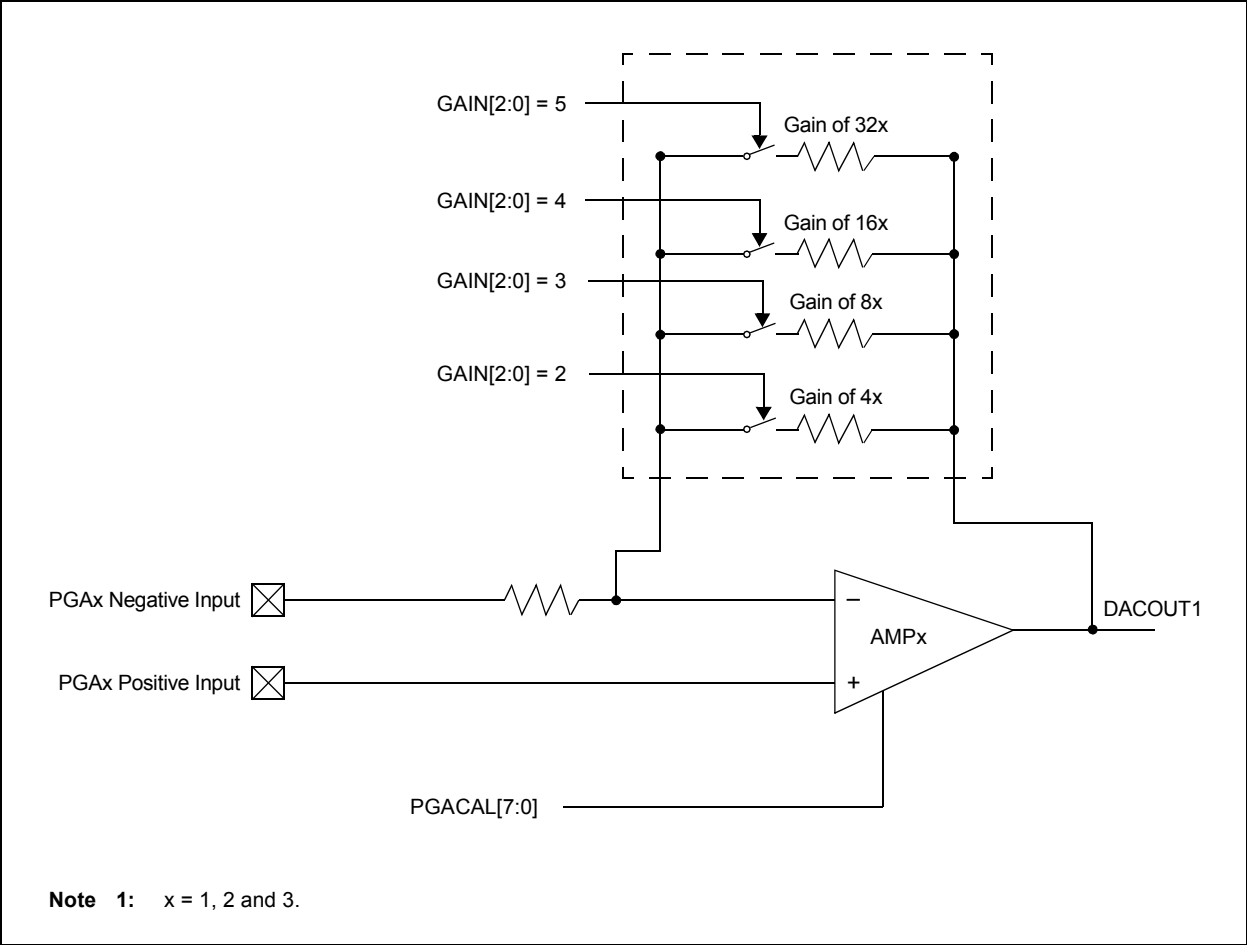 GAIN[2:0] = 5
Gain of 32x
GAIN[2:0] = 4
Gain of 16x
GAIN[2:0] = 3
Gain of 8x
GAIN[2:0] = 2
Gain of 4x
PGAx Negative Input
–
DACOUT1
AMPx
PGAx Positive Input
+
PGACAL[7:0]
Note 1: x = 1, 2 and 3.